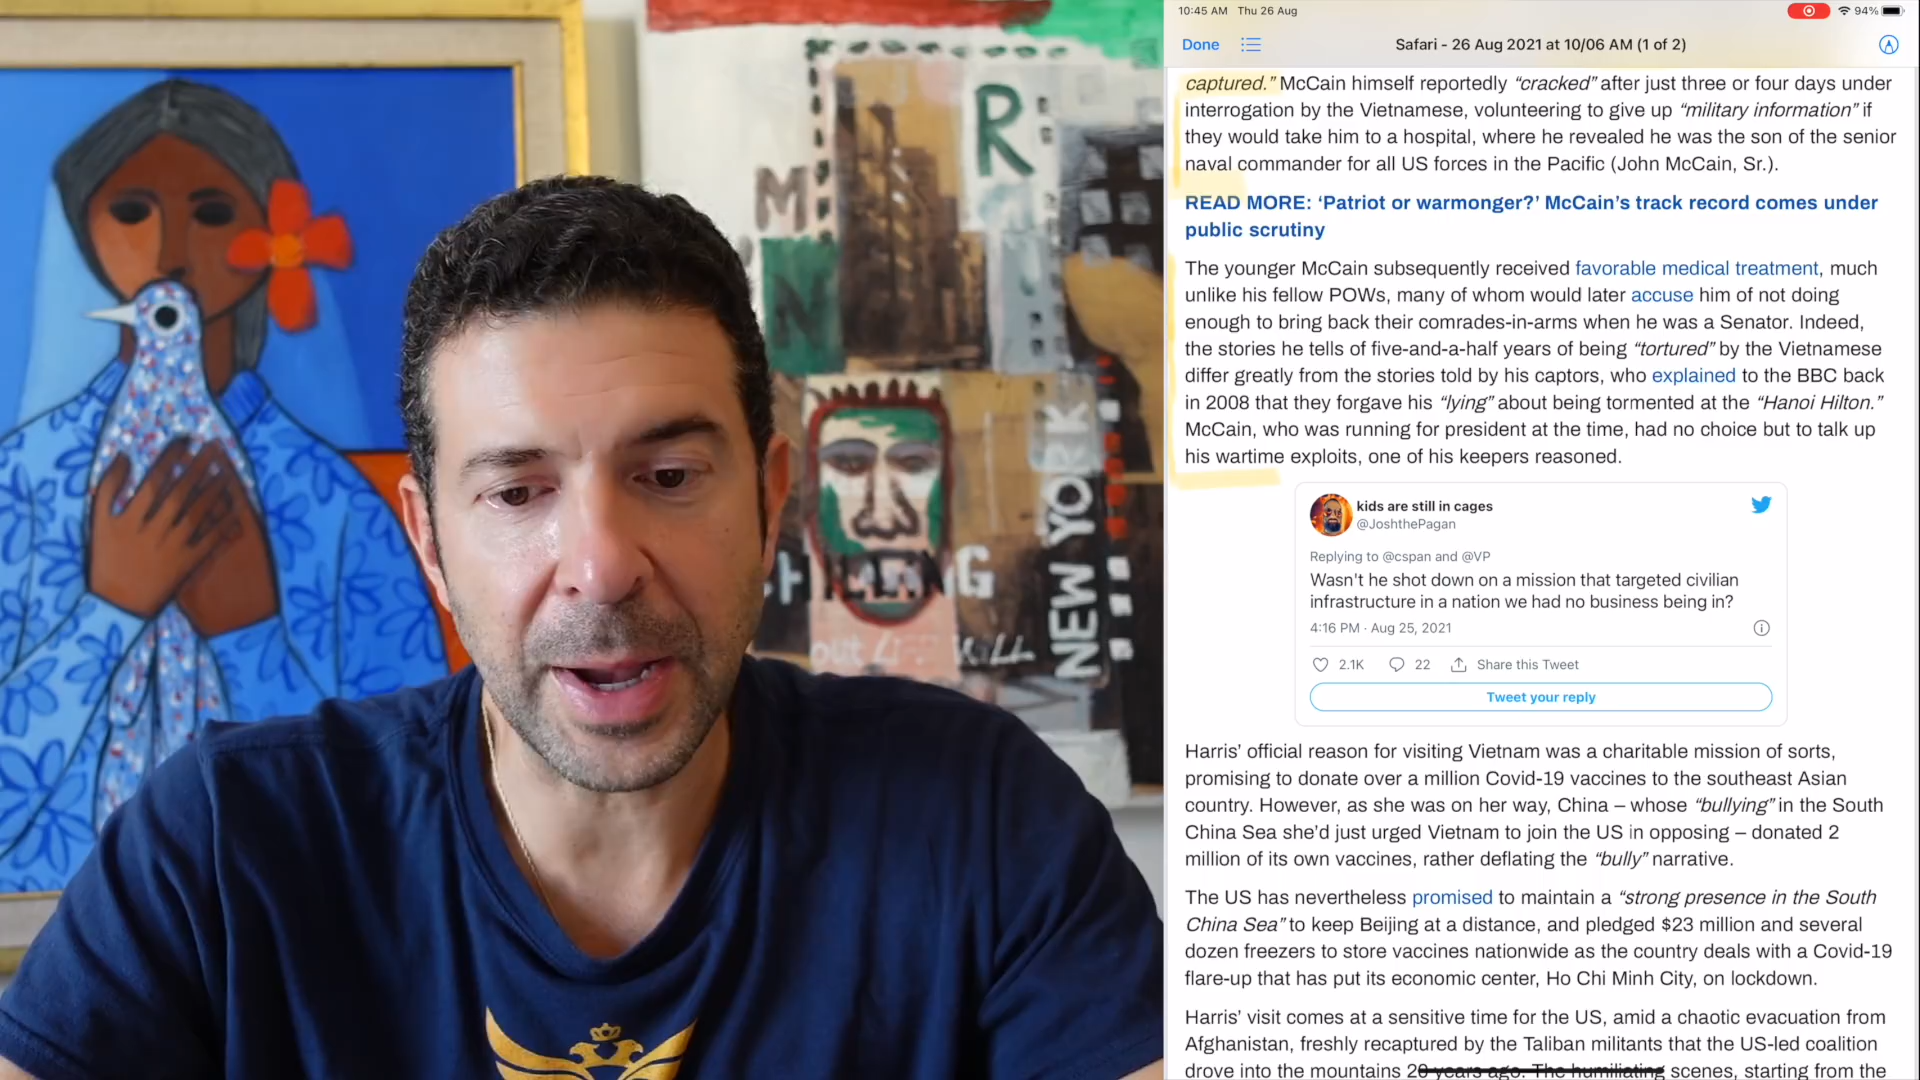 10:45 AM Thu 26 Aug
94%
Done
Safari - 26 Aug 2021 at 10/06 AM (1 of 2)
captured.” McCain himself reportedly “cracked” after just three or four days under
interrogation by the Vietnamese, volunteering to give up “military information” if
they would take him to a hospital, where he revealed he was the son of the senior
naval commander for all US forces in the Pacific (John McCain, Sr.).
READ MORE: ‘Patriot or warmonger?’ McCain’s track record comes under
public scrutiny
The younger McCain subsequently received favorable medical treatment, much
unlike his fellow POWs, many of whom would later accuse him of not doing
enough to bring back their comrades-in-arms when he was a Senator. Indeed,
the stories he tells of five-and-a-half years of being “tortured” by the Vietnamese
differ greatly from the stories told by his captors, who explained to the BBC back
in 2008 that they forgave his “lying” about being tormented at the “Hanoi Hilton.”
McCain, who was running for president at the time, had no choice but to talk up
his wartime exploits, one of his keepers reasoned.
kids are still in cages
@JoshthePagan
Replying to @cspan and @VP
Wasn't he shot down on a mission that targeted civilian
infrastructure in a nation we had no business being in?
4:16 PM · Aug 25, 2021
2.1K 22 Share this Tweet
Tweet your reply
Harris’ official reason for visiting Vietnam was a charitable mission of sorts,
promising to donate over a million Covid-19 vaccines to the southeast Asian
country. However, as she was on her way, China – whose “bullying” in the South
China Sea she’d just urged Vietnam to join the US in opposing – donated 2
million of its own vaccines, rather deflating the “bully” narrative.
The US has nevertheless promised to maintain a “strong presence in the South
China Sea” to keep Beijing at a distance, and pledged $23 million and several
dozen freezers to store vaccines nationwide as the country deals with a Covid-19
flare-up that has put its economic center, Ho Chi Minh City, on lockdown.
Harris’ visit comes at a sensitive time for the US, amid a chaotic evacuation from
Afghanistan, freshly recaptured by the Taliban militants that the US-led coalition
drove into the mountains 20 years ago. The humiliating scenes, starting from the
R
M
N
NEW YORK
out LIFE WILL